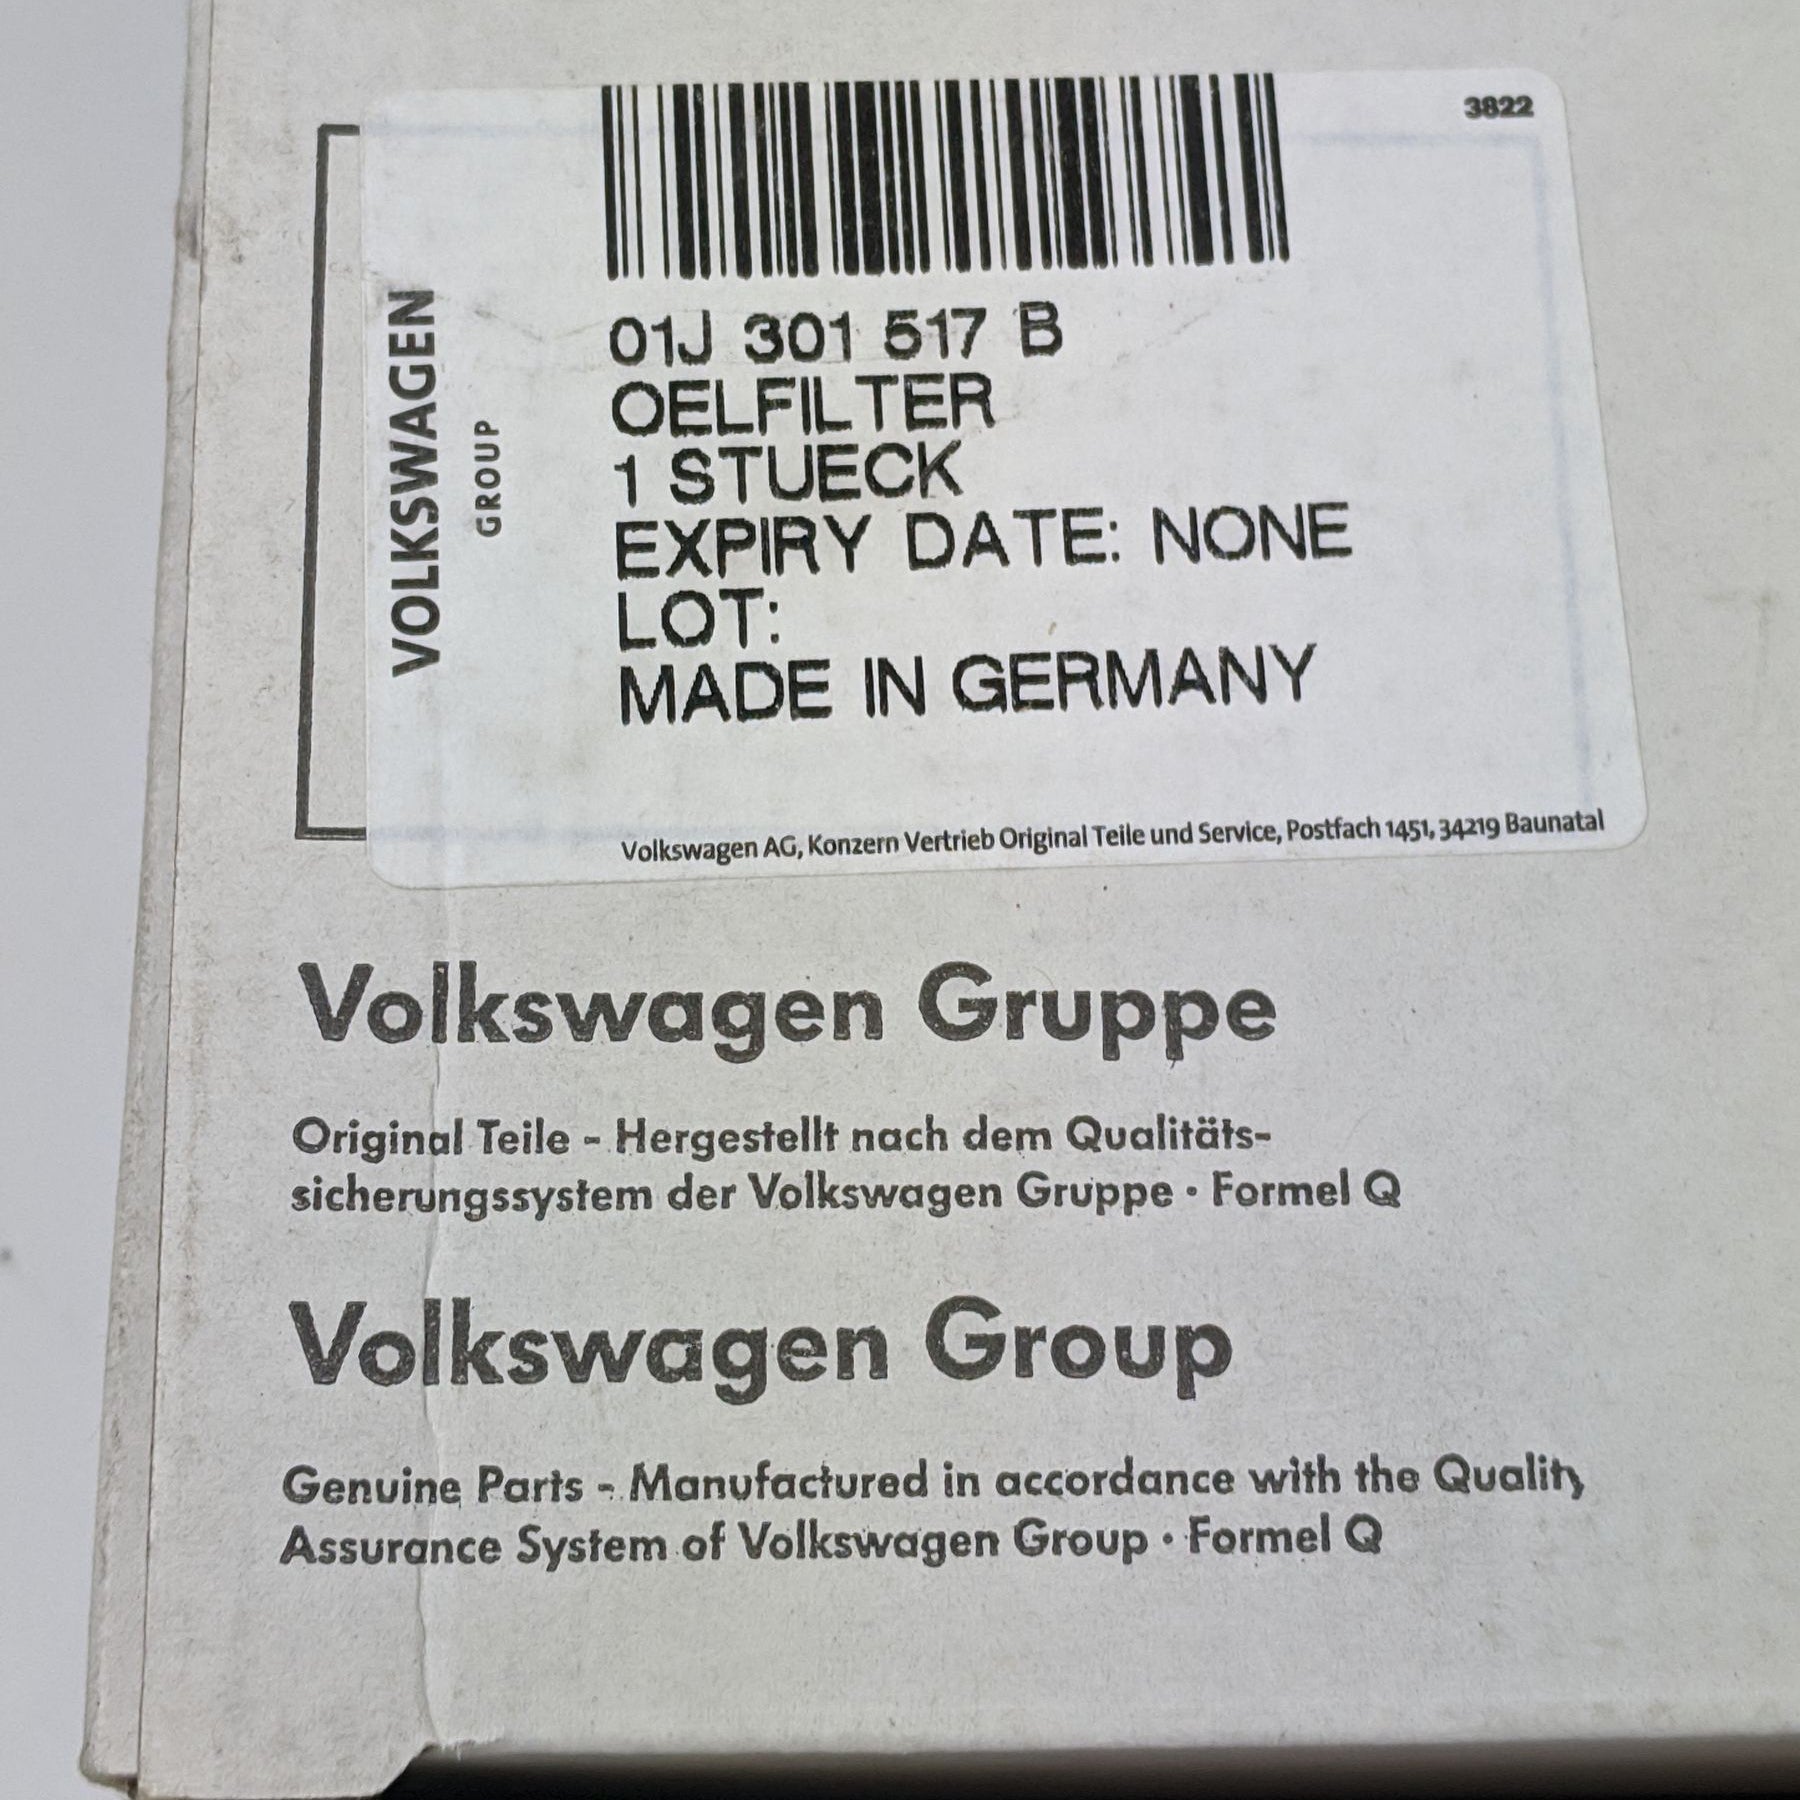 3822
VOLKSWAGEN
GROUP
01J 301 517 B
OELFILTER
1 STUECK
EXPIRY DATE: NONE
LOT:
MADE IN GERMANY
Volkswagen AG, Konzern Vertrieb Original Teile und Service, Postfach 1451, 34219 Baunatal
Volkswagen Gruppe
Original Teile - Hergestellt nach dem Qualitäts-
sicherungssystem der Volkswagen Gruppe · Formel Q
Volkswagen Group
Genuine Parts - Manufactured in accordance with the Quality
Assurance System of Volkswagen Group · Formel Q